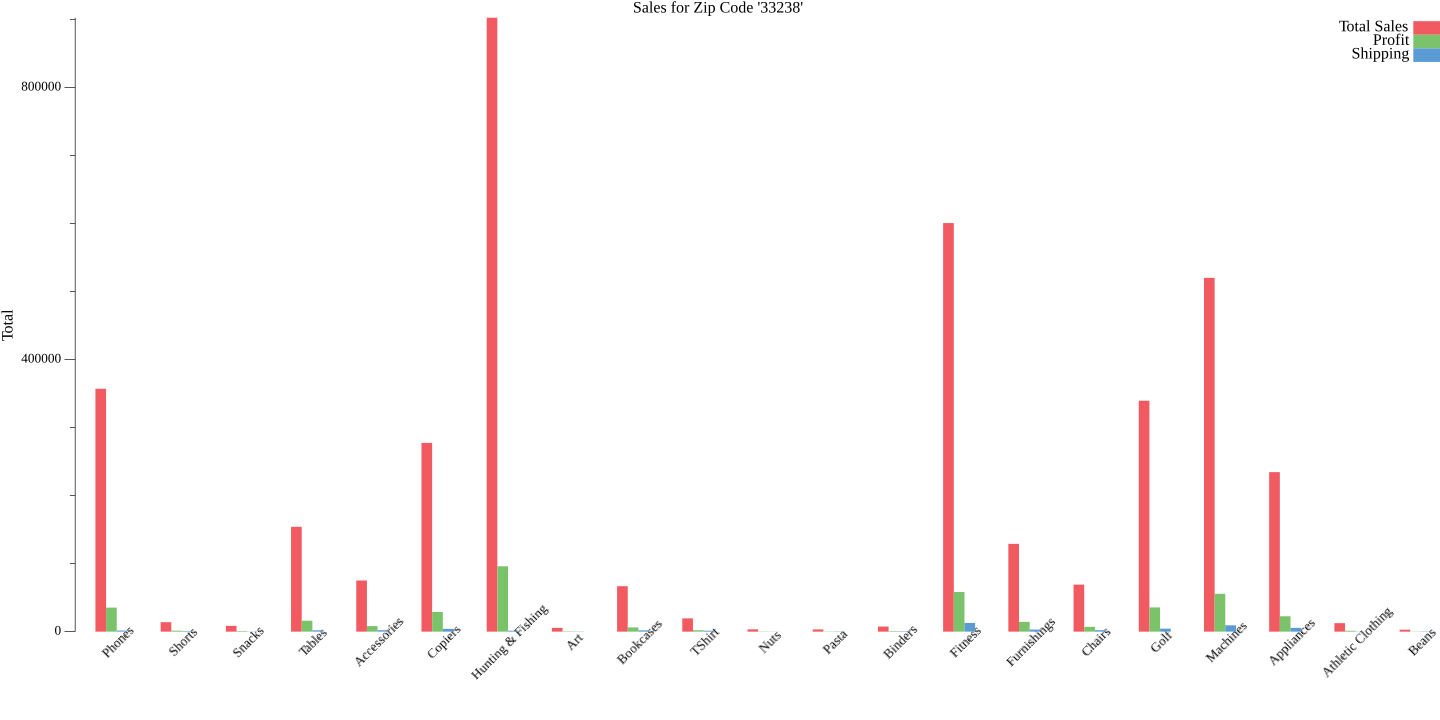 Sales for Zip Code '33238'
Total Sales
Profit
Shipping
800000
400000
0
Total
Phones
Shorts
Snacks
Tables
Accessories
Copiers
Hunting & Fishing
Art
Bookcases
TShirt
Nuts
Pasta
Binders
Fitness
Furnishings
Chairs
Golf
Machines
Appliances
Athletic Clothing
Beans